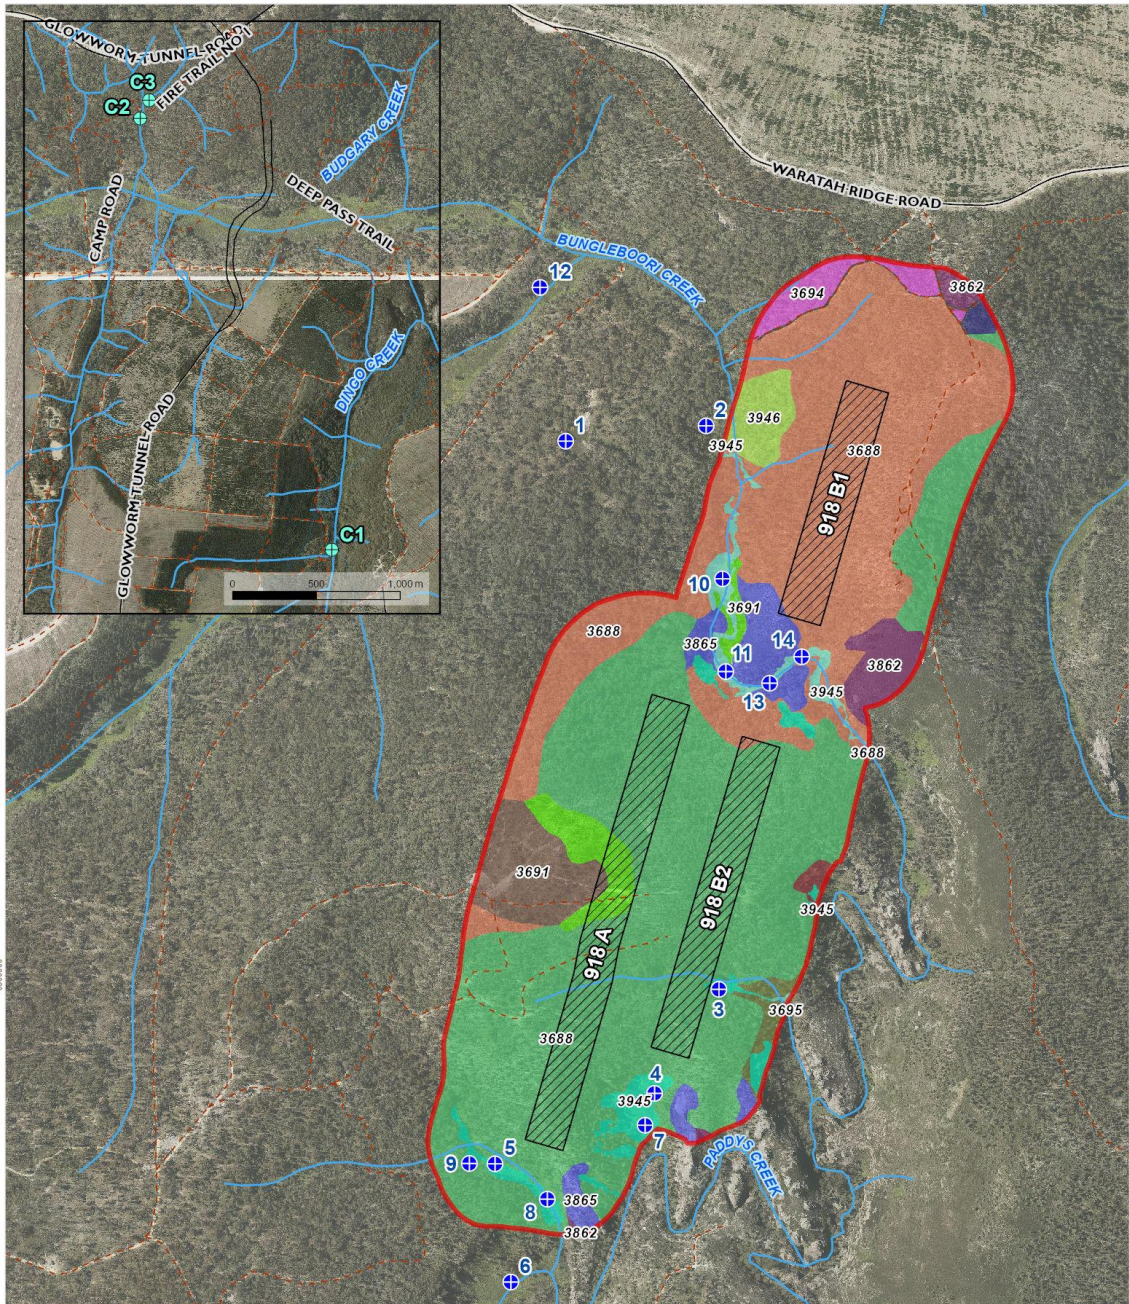 GLOWWORM TUNNEL ROAD
FIRE TRAIL NO 1
C3
C2
BUDGARY CREEK
DEEP PASS TRAIL
CAMP ROAD
DINGO CREEK
GLOWWORM TUNNEL ROAD
C1
0 500 1,000 m
WARATAH RIDGE ROAD
BUNGLEBOORI CREEK
12
3694
3862
1
2
3946
3945
3688
918 B1
10
3691
3688
3865
14
11
3862
13
3945
3688
3691
918 B2
3945
918 A
3
3695
3688
4
3945
7
PADDYS CREEK
5
9
8
3865
3862
6